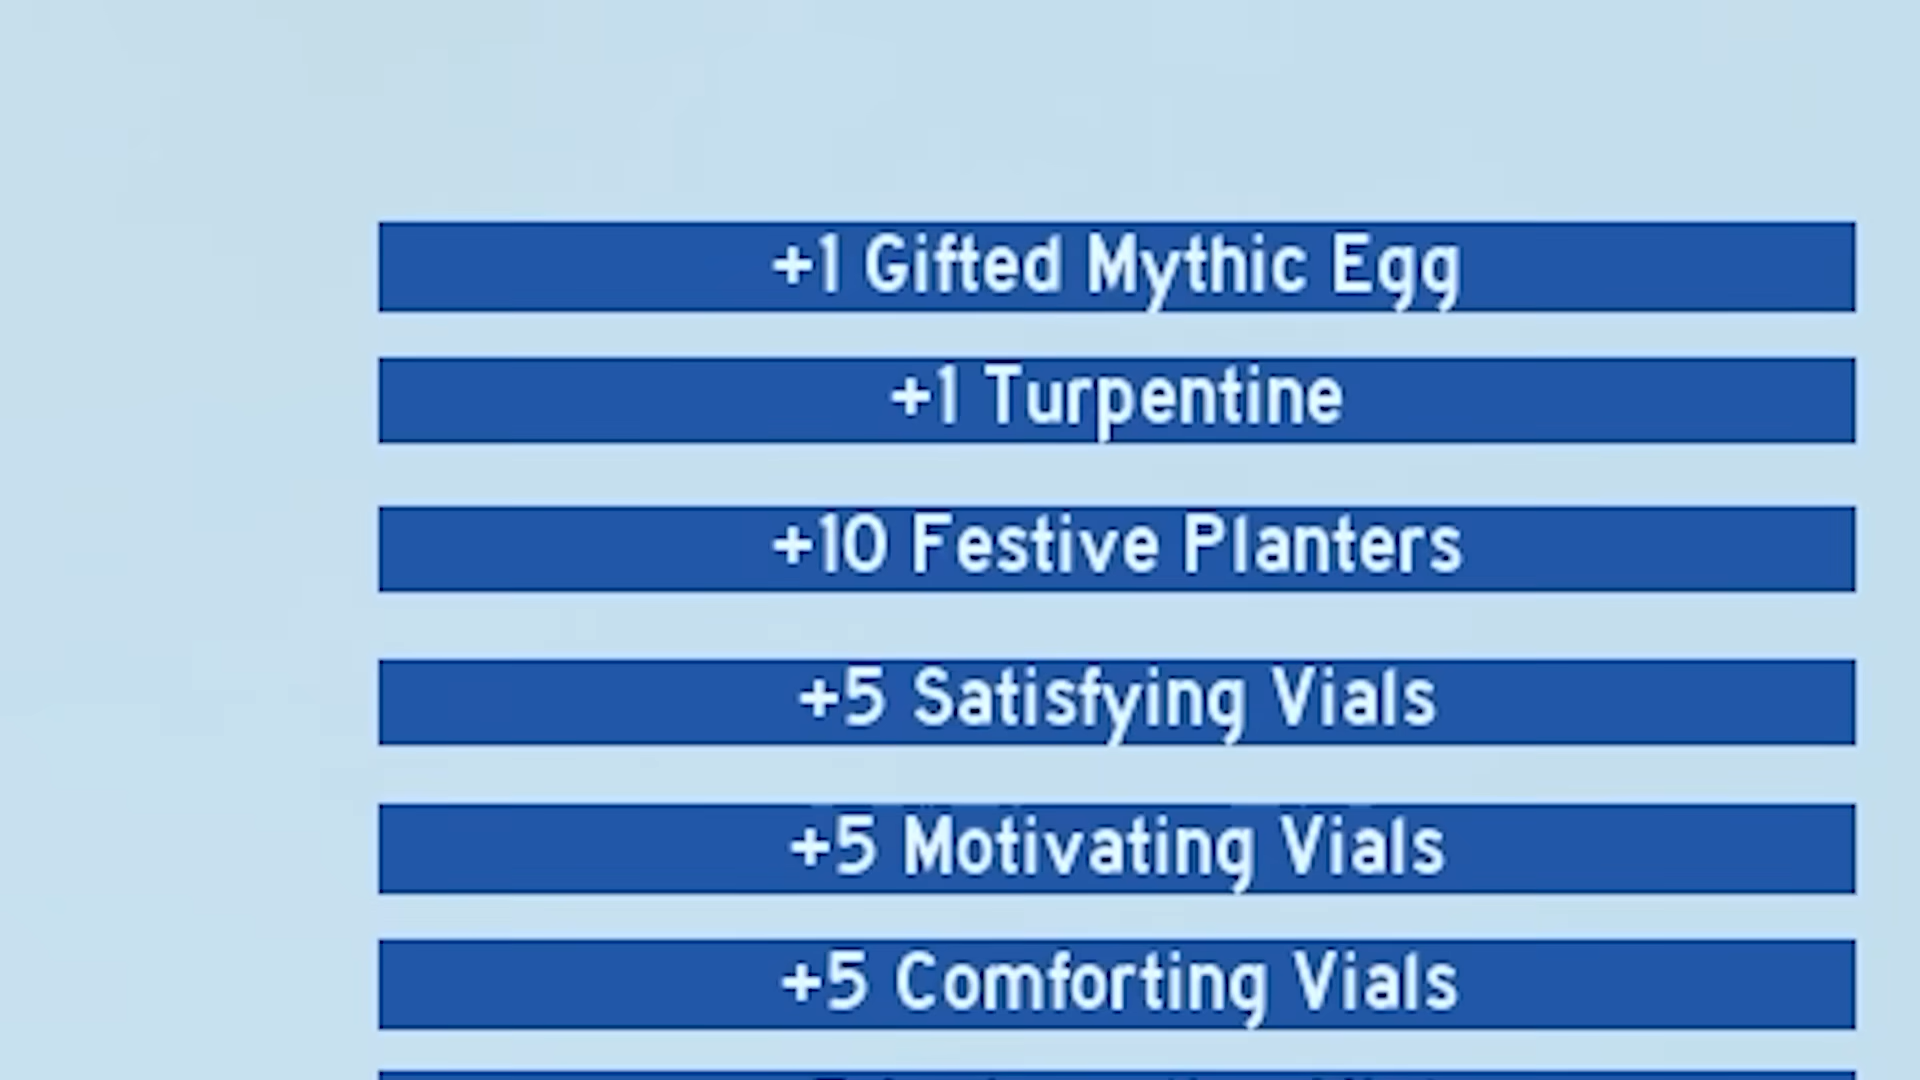 +1 Gifted Mythic Egg
+1 Turpentine
+10 Festive Planters
+5 Satisfying Vials
+5 Motivating Vials
+5 Comforting Vials